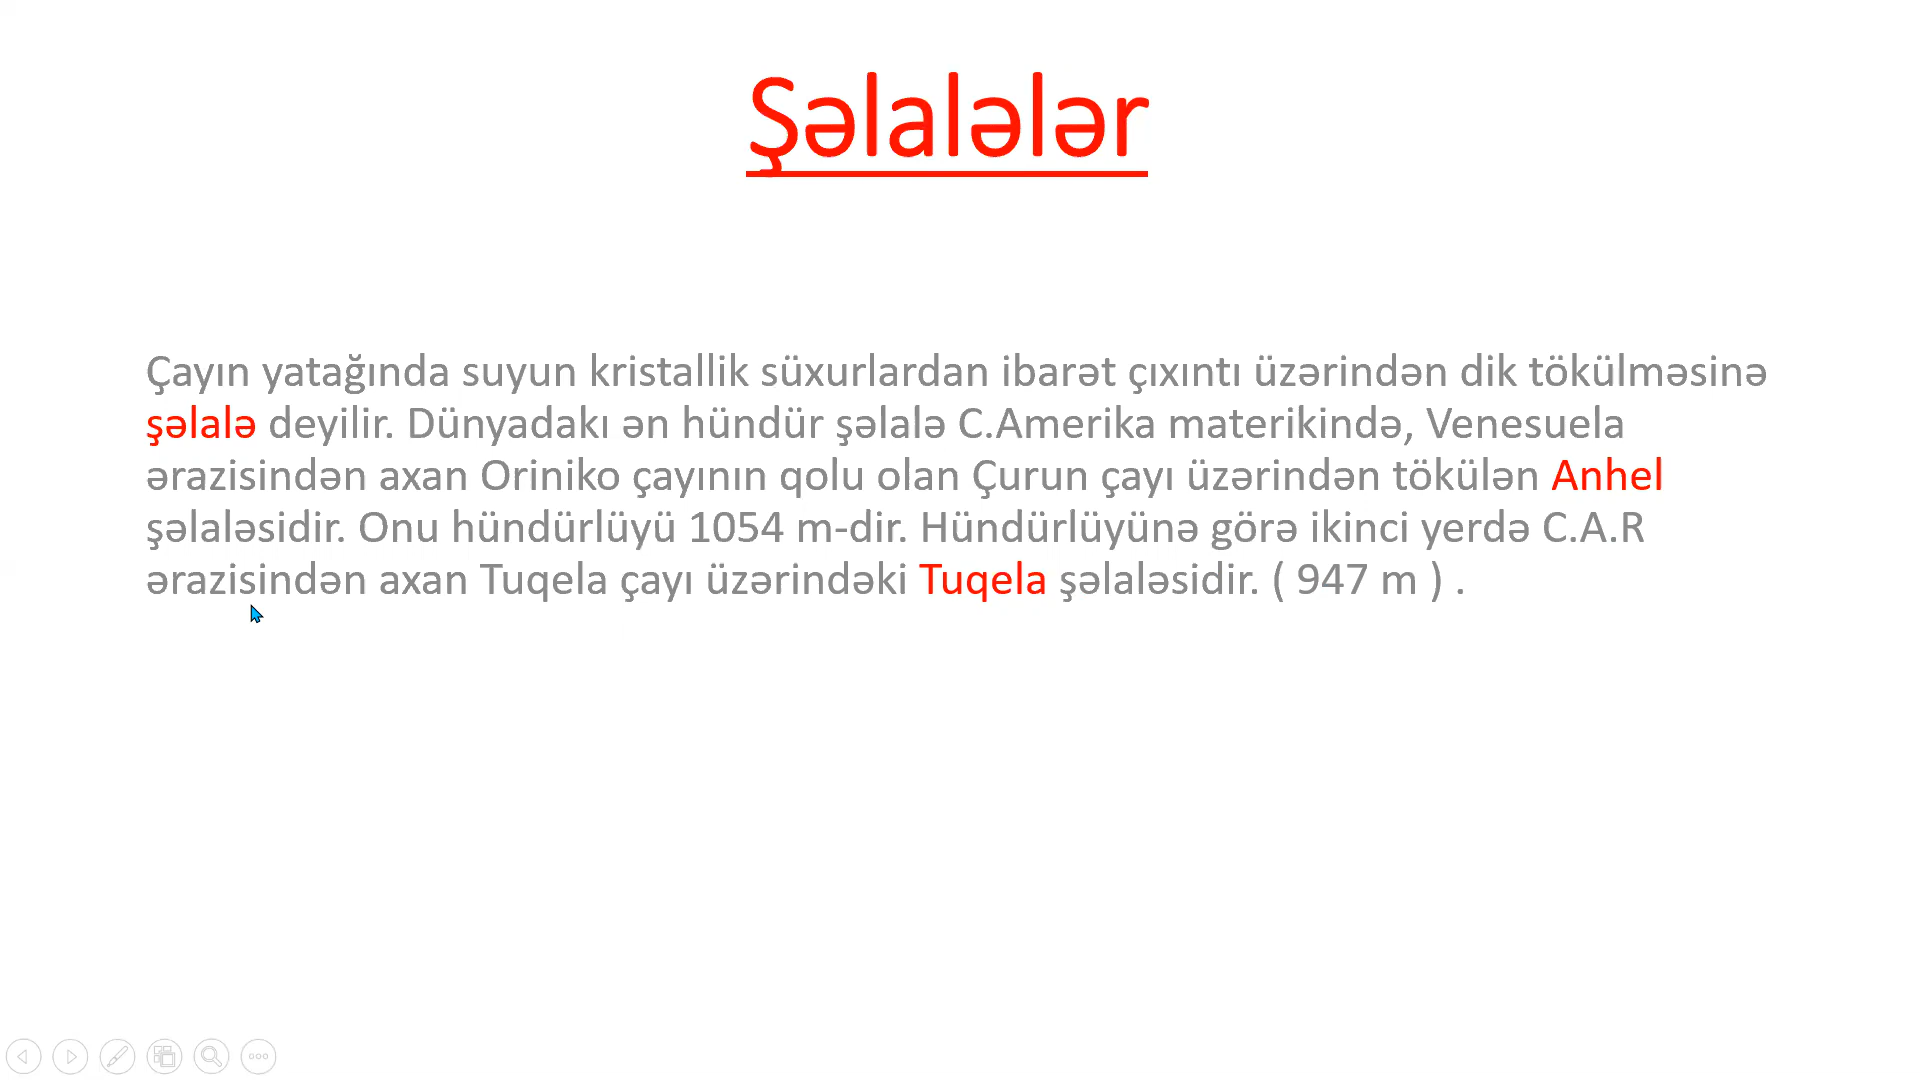 Şəlalələr
Çayın yatağında suyun kristallik süxurlardan ibarət çıxıntı üzərindən dik tökülməsinə
şəlalə deyilir. Dünyadakı ən hündür şəlalə C.Amerika materikində, Venesuela
ərazisindən axan Oriniko çayının qolu olan Çurun çayı üzərindən tökülən Anhel
şəlaləsidir. Onu hündürlüyü 1054 m-dir. Hündürlüyünə görə ikinci yerdə C.A.R
ərazisindən axan Tuqela çayı üzərindəki Tuqela şəlaləsidir. ( 947 m ) .